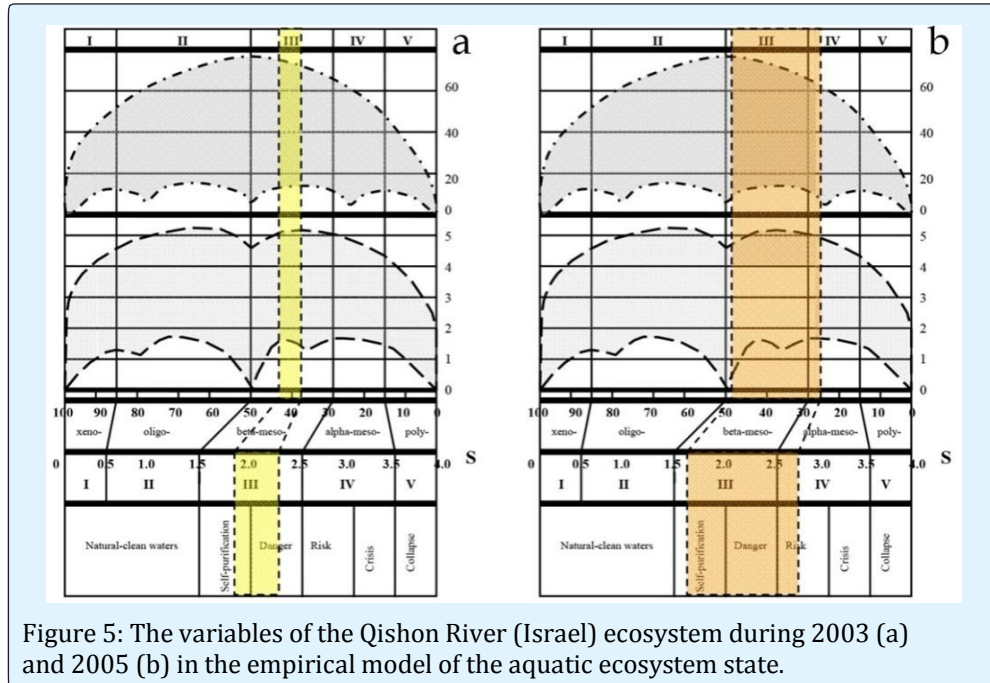 I II III IV V a
60
40
20
0
5
4
3
2
1
0
100 90 80 70 60 50 40 30 20 10 0
xeno- oligo- beta-meso- alpha-meso- poly-
0 0.5 1.0 1.5 2.0 2.5 3.0 3.5 4.0 S
I II III IV V
Natural-clean waters Self-purification Danger Risk Crisis Collapse
I II III IV V b
60
40
20
0
5
4
3
2
1
0
100 90 80 70 60 50 40 30 20 10 0
xeno- oligo- beta-meso- alpha-meso- poly-
0 0.5 1.0 1.5 2.0 2.5 3.0 3.5 4.0 S
I II III IV V
Natural-clean waters Self-purification Danger Risk Crisis Collapse
Figure 5: The variables of the Qishon River (Israel) ecosystem during 2003 (a)
and 2005 (b) in the empirical model of the aquatic ecosystem state.